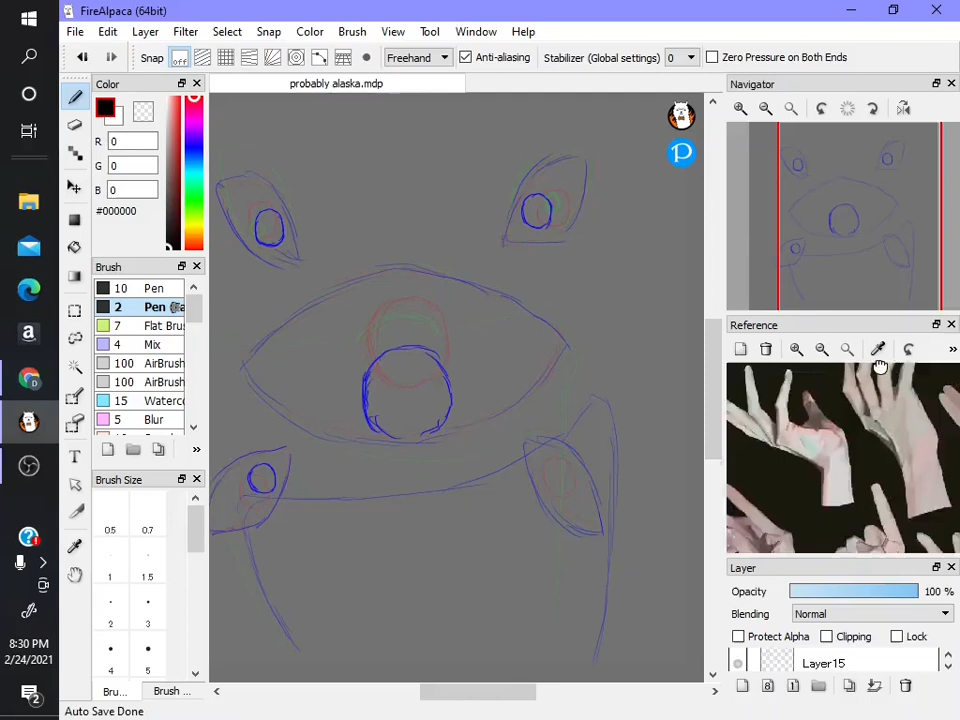 FireAlpaca (64bit)
File Edit Layer Filter Select Snap Color Brush View Tool Window Help
Snap off Freehand Anti-aliasing Stabilizer (Global settings) 0 Zero Pressure on Both Ends
Color
R 0
G 0
B 0
#000000
Brush
10 Pen
2 Pen
7 Flat Brus
4 Mix
100 AirBrush
100 AirBrush
15 Waterco
5 Blur
»
Brush Size
0.5 0.7
1 1.5
2 3
4 5
Bru... Brush ...
Auto Save Done
probably alaska.mdp
P
Navigator
Reference
»
Layer
Opacity 100 %
Blending Normal
Protect Alpha Clipping Lock
Layer15
8 1
8:30 PM
2/24/2021
2